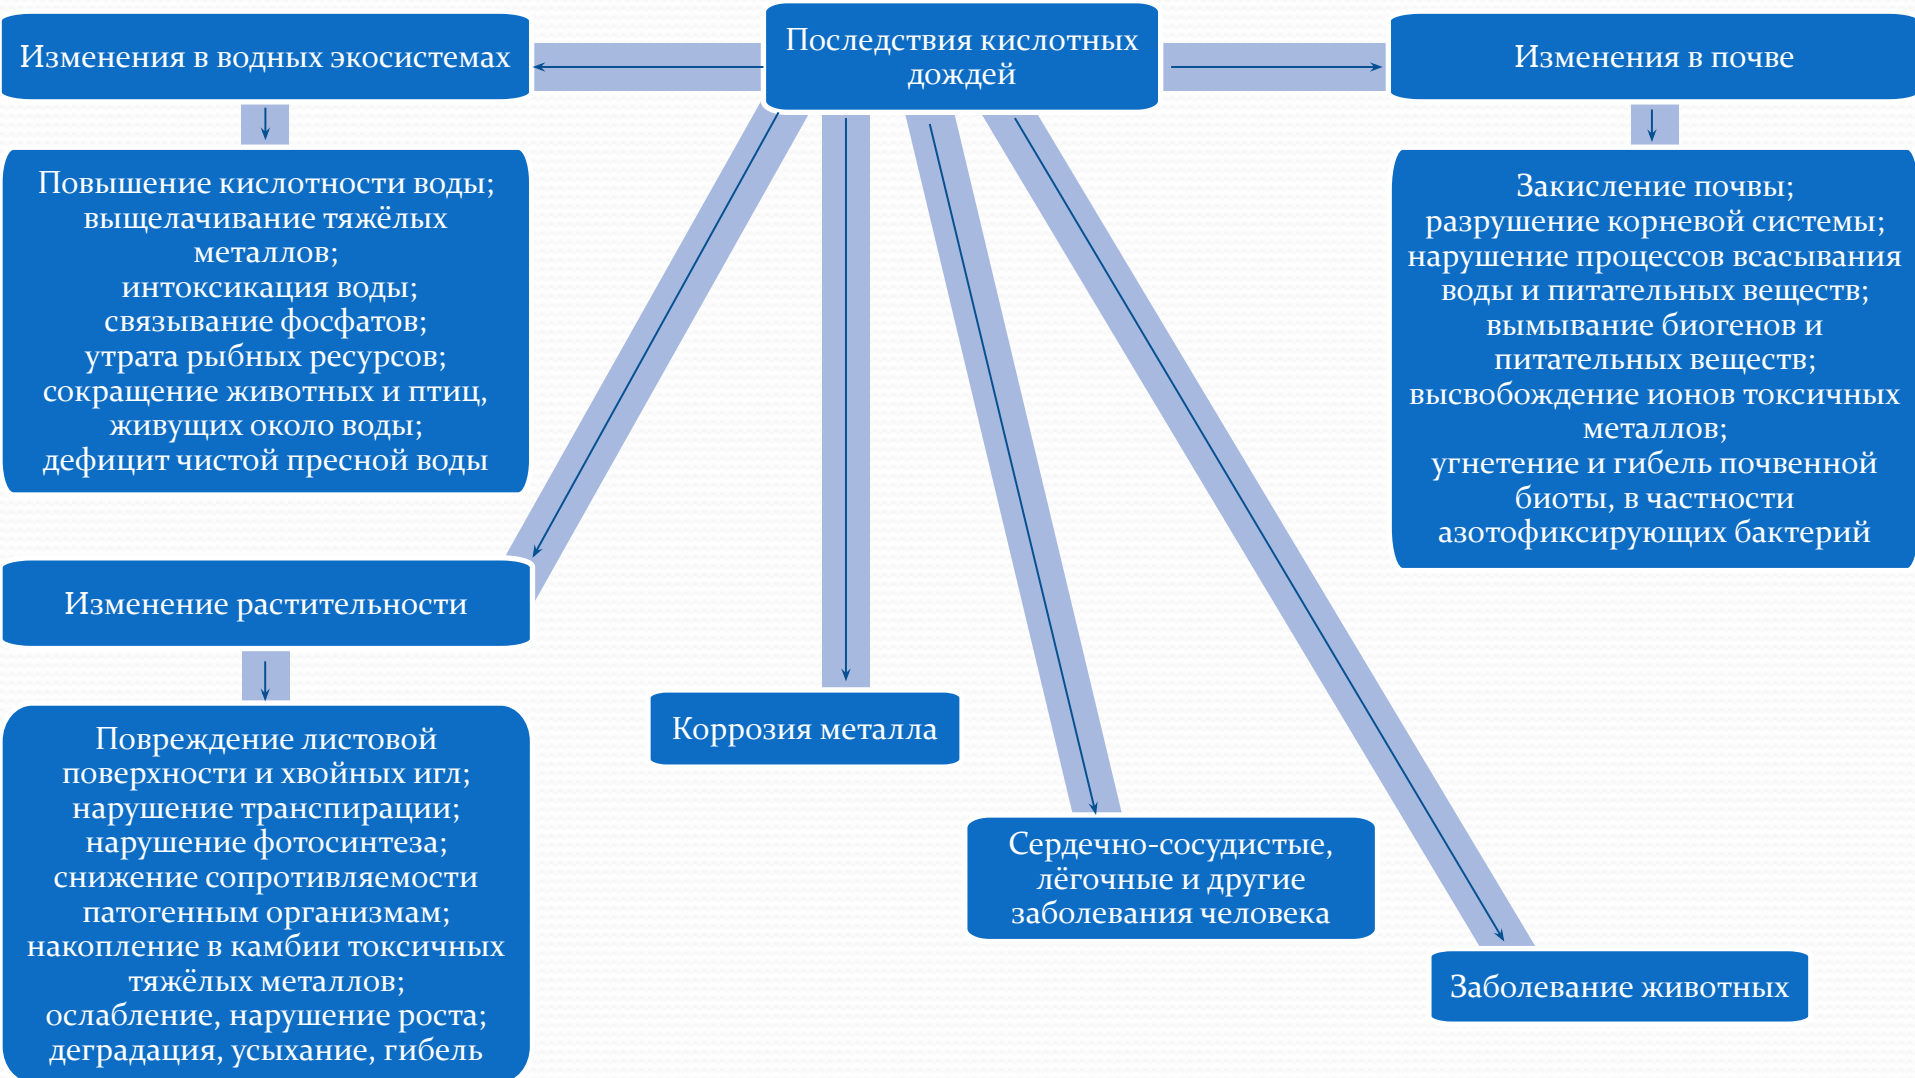 Последствия кислотных
дождей
Изменения в водных экосистемах
Повышение кислотности воды;
выщелачивание тяжёлых
металлов;
интоксикация воды;
связывание фосфатов;
утрата рыбных ресурсов;
сокращение животных и птиц,
живущих около воды;
дефицит чистой пресной воды
Изменения в почве
Закисление почвы;
разрушение корневой системы;
нарушение процессов всасывания
воды и питательных веществ;
вымывание биогенов и
питательных веществ;
высвобождение ионов токсичных
металлов;
угнетение и гибель почвенной
биоты, в частности
азотофиксирующих бактерий
Изменение растительности
Повреждение листовой
поверхности и хвойных игл;
нарушение транспирации;
нарушение фотосинтеза;
снижение сопротивляемости
патогенным организмам;
накопление в камбии токсичных
тяжёлых металлов;
ослабление, нарушение роста;
деградация, усыхание, гибель
Коррозия металла
Сердечно-сосудистые,
лёгочные и другие
заболевания человека
Заболевание животных